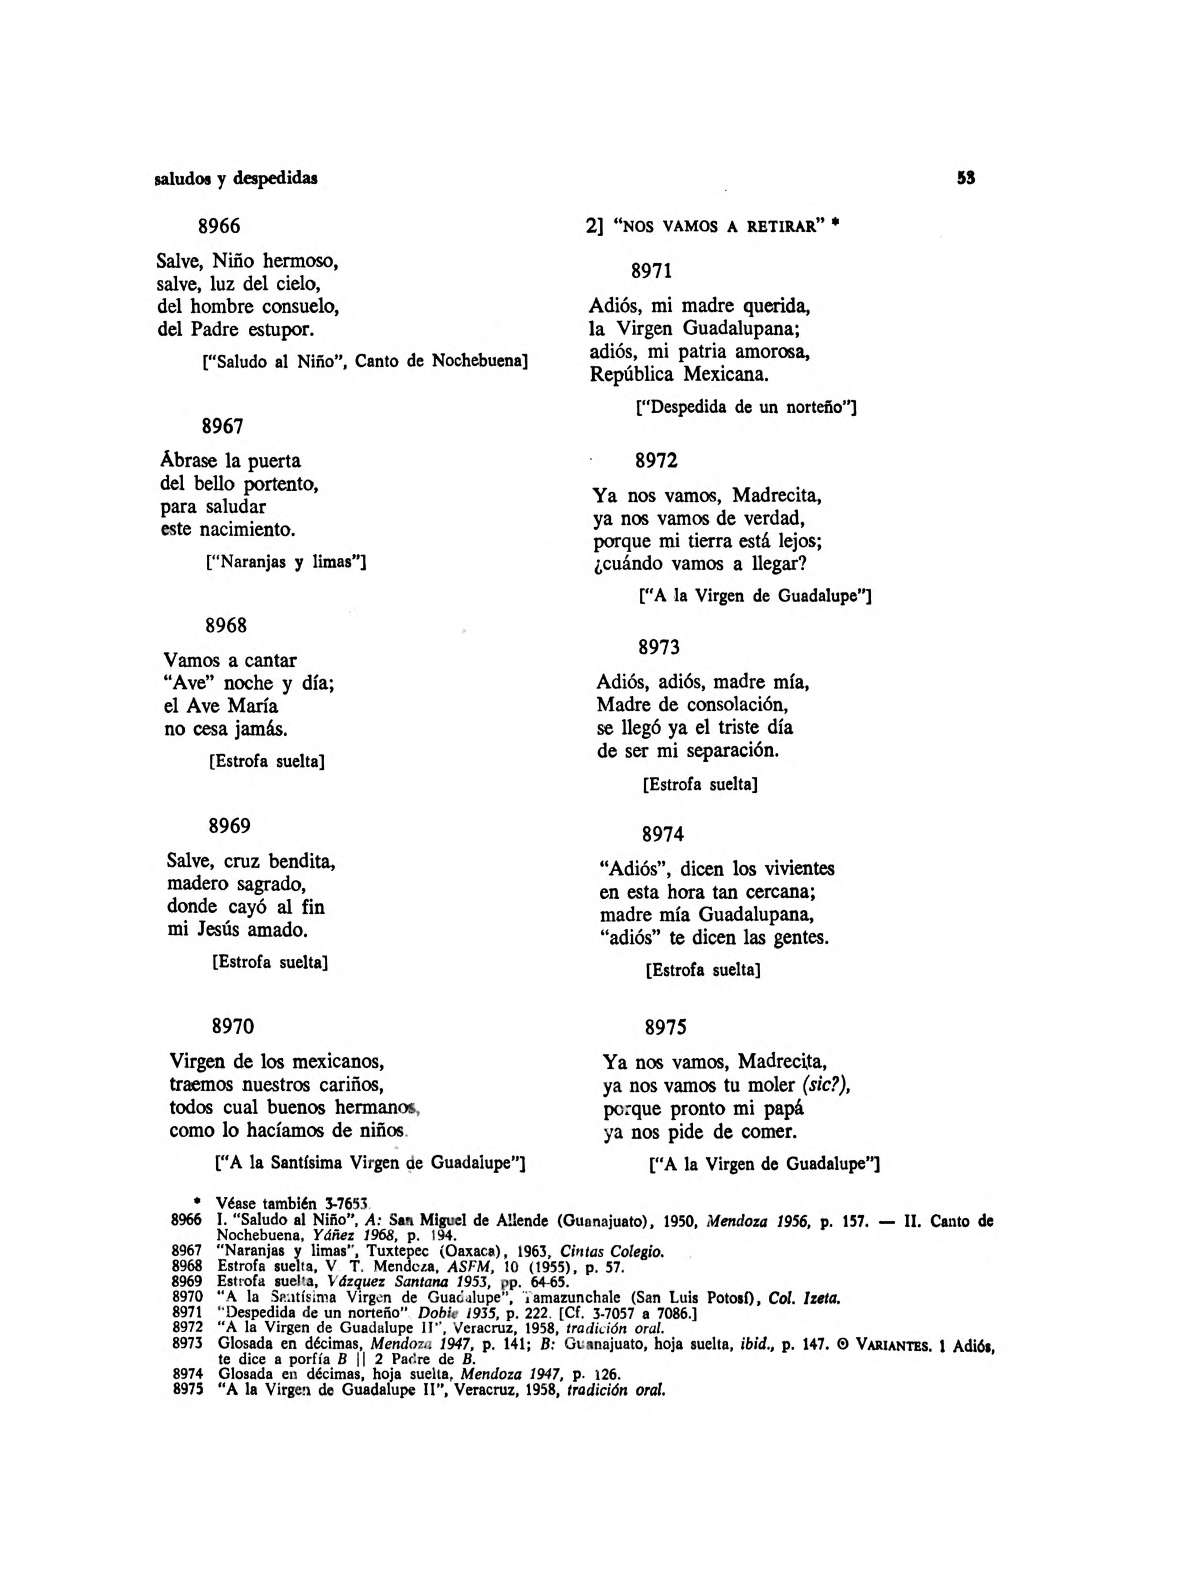 saludos y despedidas 53
8966
Salve, Niño hermoso,
salve, luz del cielo,
del hombre consuelo,
del Padre estupor.
["Saludo al Niño", Canto de Nochebuena]
8967
Ábrase la puerta
del bello portento,
para saludar
este nacimiento.
["Naranjas y limas"]
8968
Vamos a cantar
"Ave" noche y día;
el Ave María
no cesa jamás.
[Estrofa suelta]
8969
Salve, cruz bendita,
madero sagrado,
donde cayó al fin
mi Jesús amado.
[Estrofa suelta]
8970
Virgen de los mexicanos,
traemos nuestros cariños,
todos cual buenos hermanos,
como lo hacíamos de niños.
["A la Santísima Virgen de Guadalupe"]
2] "NOS VAMOS A RETIRAR" *
8971
Adiós, mi madre querida,
la Virgen Guadalupana;
adiós, mi patria amorosa,
República Mexicana.
["Despedida de un norteño"]
8972
Ya nos vamos, Madrecita,
ya nos vamos de verdad,
porque mi tierra está lejos;
¿cuándo vamos a llegar?
["A la Virgen de Guadalupe"]
8973
Adiós, adiós, madre mía,
Madre de consolación,
se llegó ya el triste día
de ser mi separación.
[Estrofa suelta]
8974
"Adiós", dicen los vivientes
en esta hora tan cercana;
madre mía Guadalupana,
"adiós" te dicen las gentes.
[Estrofa suelta]
8975
Ya nos vamos, Madrecita,
ya nos vamos tu moler (sic?),
porque pronto mi papá
ya nos pide de comer.
["A la Virgen de Guadalupe"]
* Véase también 3-7653.
8966 I. "Saludo al Niño", A: San Miguel de Allende (Guanajuato), 1950, Mendoza 1956, p. 157. — II. Canto de
Nochebuena, Yáñez 1968, p. 194.
8967 "Naranjas y limas", Tuxtepec (Oaxaca), 1963, Cintas Colegio.
8968 Estrofa suelta, V. T. Mendoza, ASFM, 10 (1955), p. 57.
8969 Estrofa suelta, Vázquez Santana 1953, pp. 64-65.
8970 "A la Santísima Virgen de Guadalupe", Tamazunchale (San Luis Potosí), Col. Izeta.
8971 "Despedida de un norteño" Dobie 1935, p. 222. [Cf. 3-7057 a 7086.]
8972 "A la Virgen de Guadalupe II", Veracruz, 1958, tradición oral.
8973 Glosada en décimas, Mendoza 1947, p. 141; B: Guanajuato, hoja suelta, ibid., p. 147. ⊙ VARIANTES. 1 Adiós,
te dice a porfía B || 2 Padre de B.
8974 Glosada en décimas, hoja suelta, Mendoza 1947, p. 126.
8975 "A la Virgen de Guadalupe II", Veracruz, 1958, tradición oral.